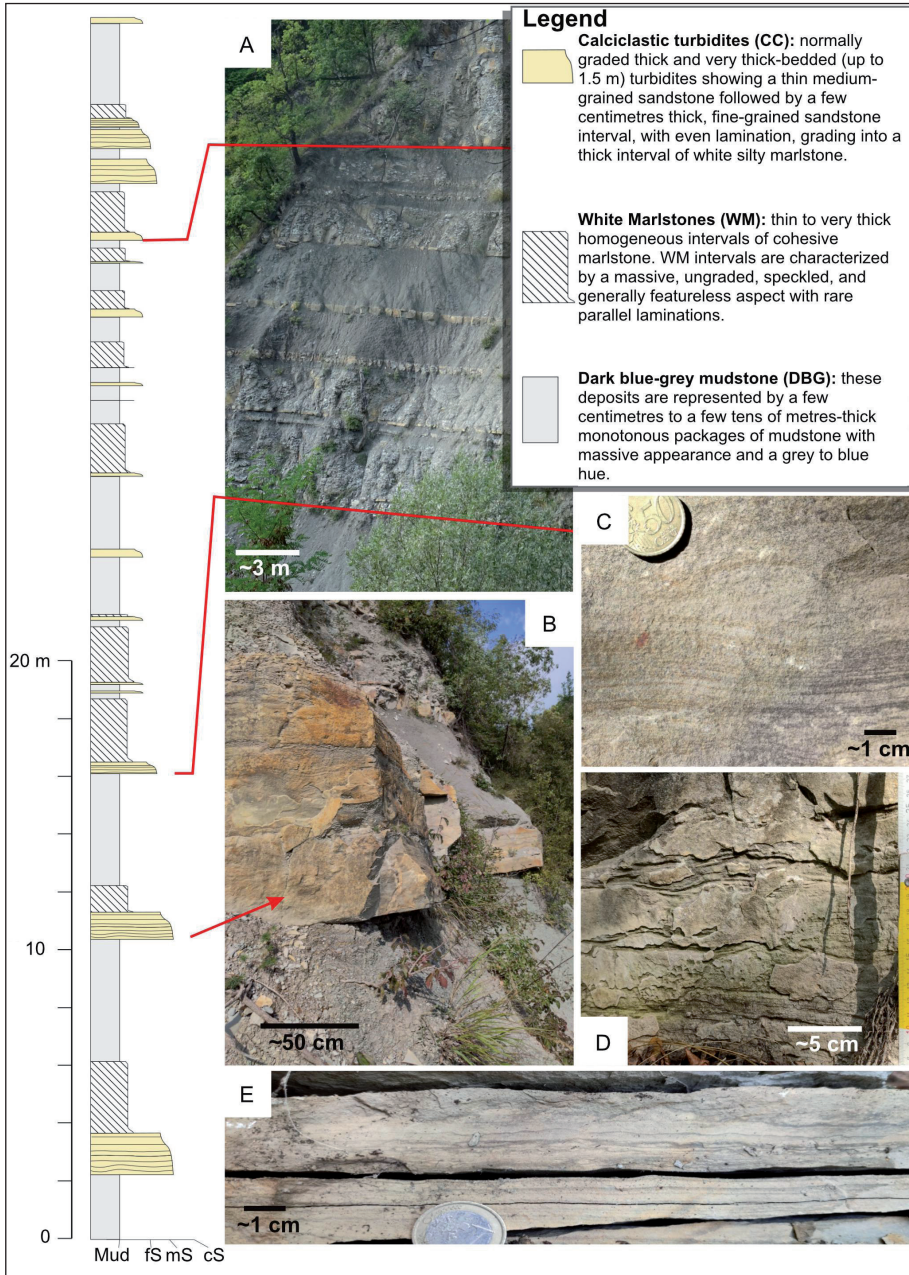 Legend
Calciclastic turbidites (CC): normally
graded thick and very thick-bedded (up to
1.5 m) turbidites showing a thin medium-
grained sandstone followed by a few
centimetres thick, fine-grained sandstone
interval, with even lamination, grading into a
thick interval of white silty marlstone.
White Marlstones (WM): thin to very thick
homogeneous intervals of cohesive
marlstone. WM intervals are characterized
by a massive, ungraded, speckled, and
generally featureless aspect with rare
parallel laminations.
Dark blue-grey mudstone (DBG): these
deposits are represented by a few
centimetres to a few tens of metres-thick
monotonous packages of mudstone with
massive appearance and a grey to blue
hue.
A
~3 m
B
~50 cm
C
50
~1 cm
D
~5 cm
E
~1 cm
20 m
10
0
Mud fS mS cS